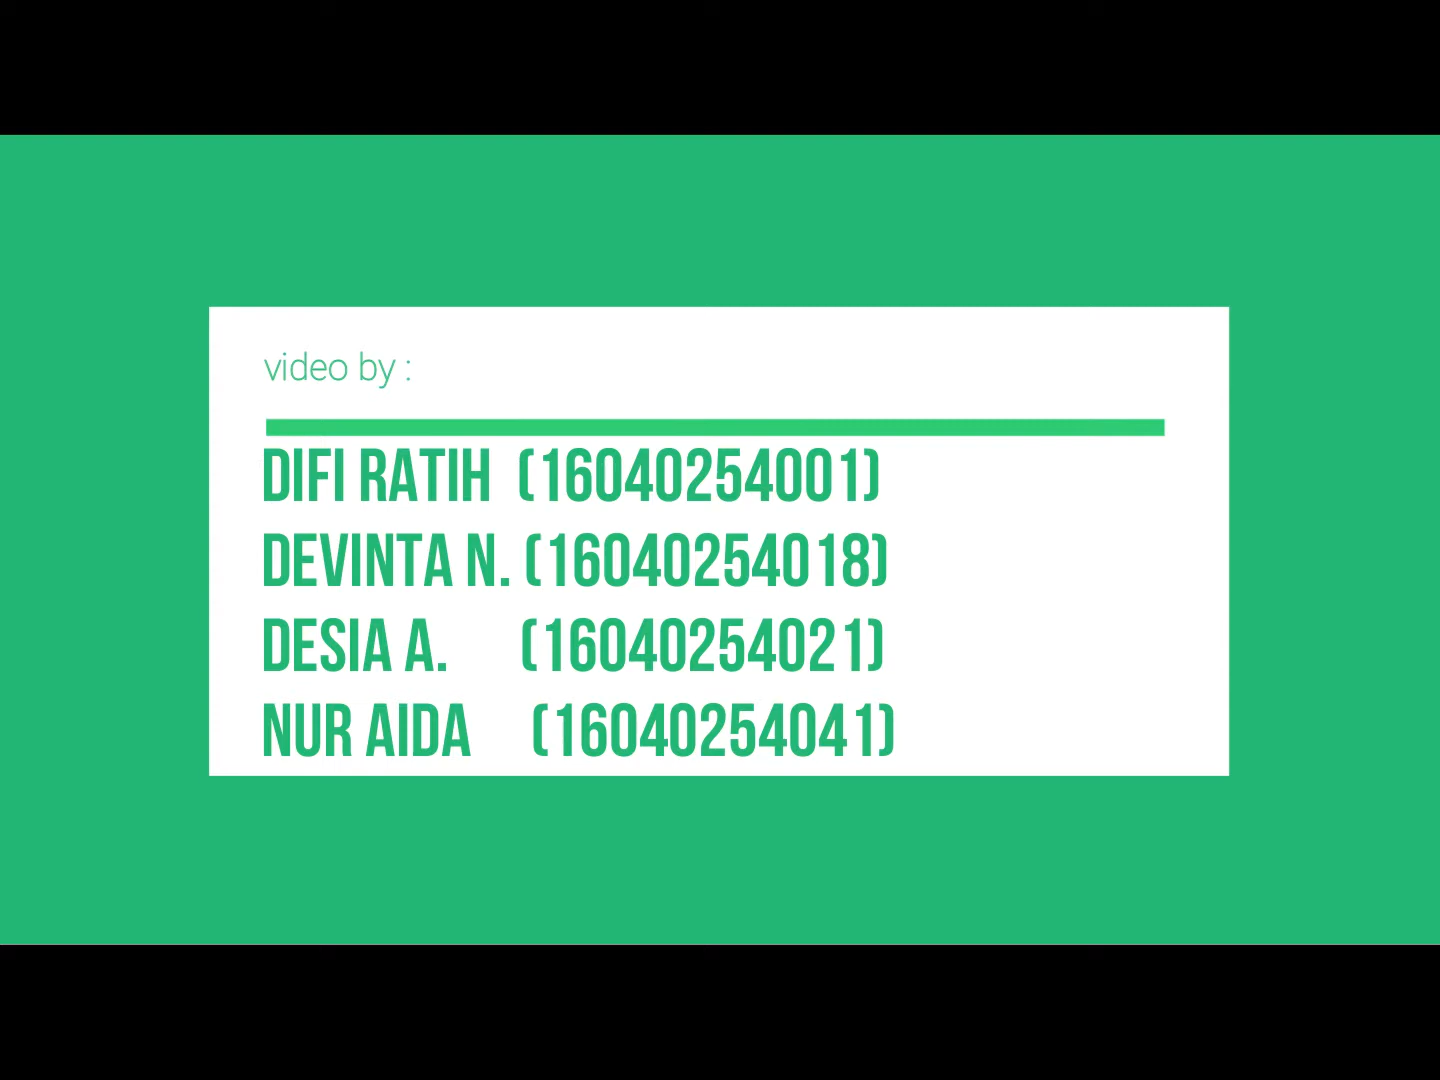 video by :
DIFI RATIH (16040254001)
DEVINTA N. (16040254018)
DESIA A. (16040254021)
NUR AIDA (16040254041)